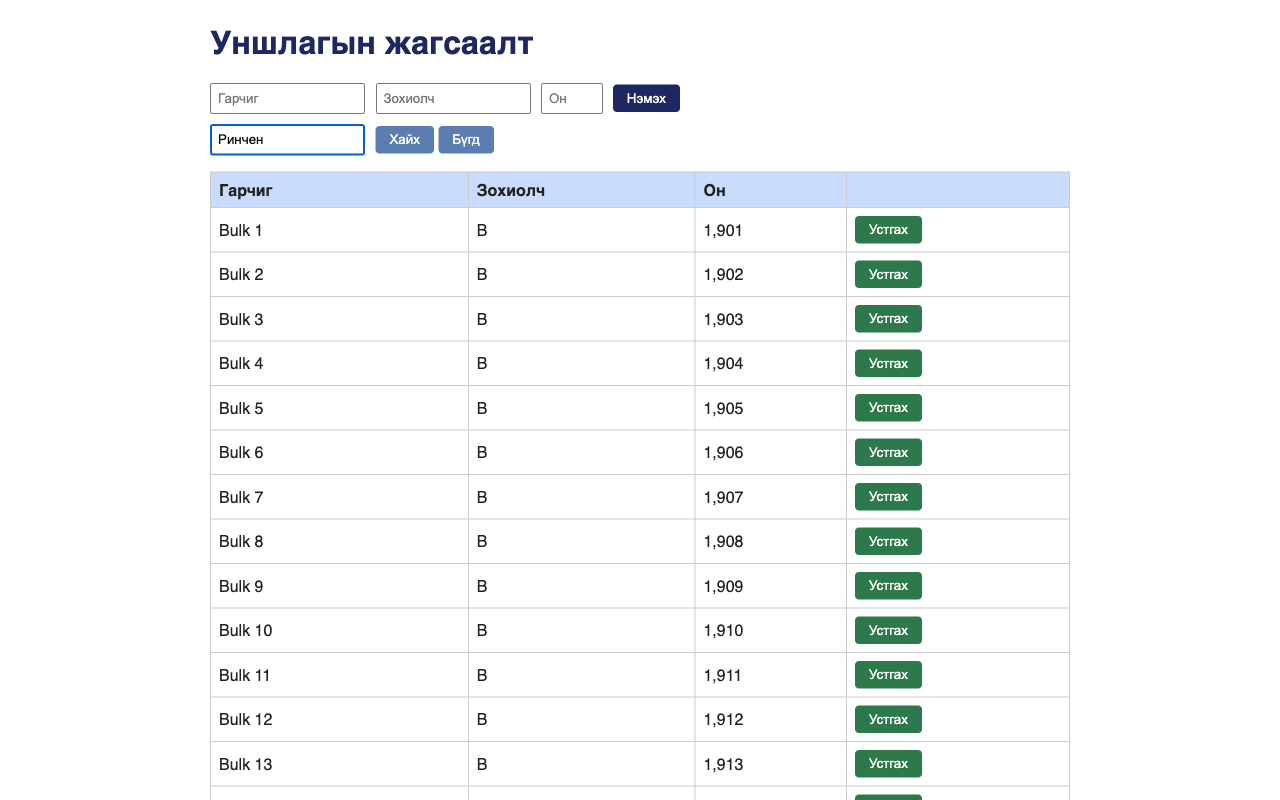 Уншлагын жагсаалт
Гарчиг Зохиолч Он Нэмэх
Ринчен Хайх Бүгд
Гарчиг Зохиолч Он
Bulk 1 B 1,901 Устгах
Bulk 2 B 1,902 Устгах
Bulk 3 B 1,903 Устгах
Bulk 4 B 1,904 Устгах
Bulk 5 B 1,905 Устгах
Bulk 6 B 1,906 Устгах
Bulk 7 B 1,907 Устгах
Bulk 8 B 1,908 Устгах
Bulk 9 B 1,909 Устгах
Bulk 10 B 1,910 Устгах
Bulk 11 B 1,911 Устгах
Bulk 12 B 1,912 Устгах
Bulk 13 B 1,913 Устгах